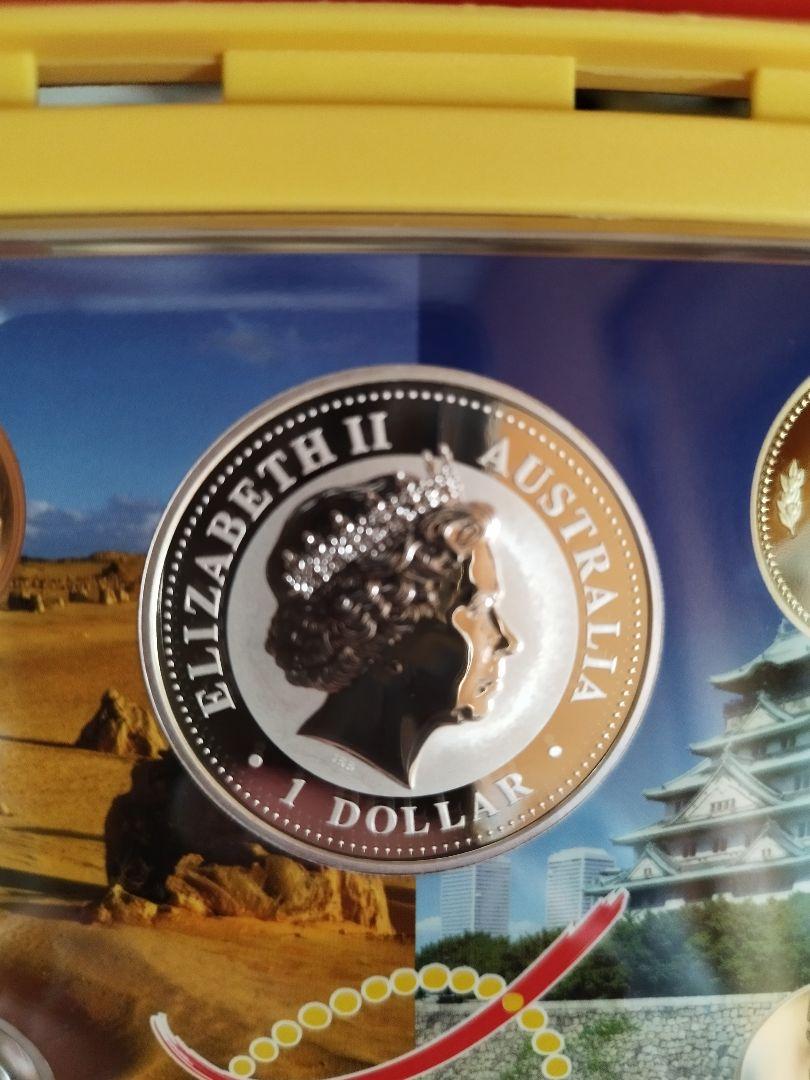 ELIZABETH II
AUSTRALIA
1 DOLLAR
IRB